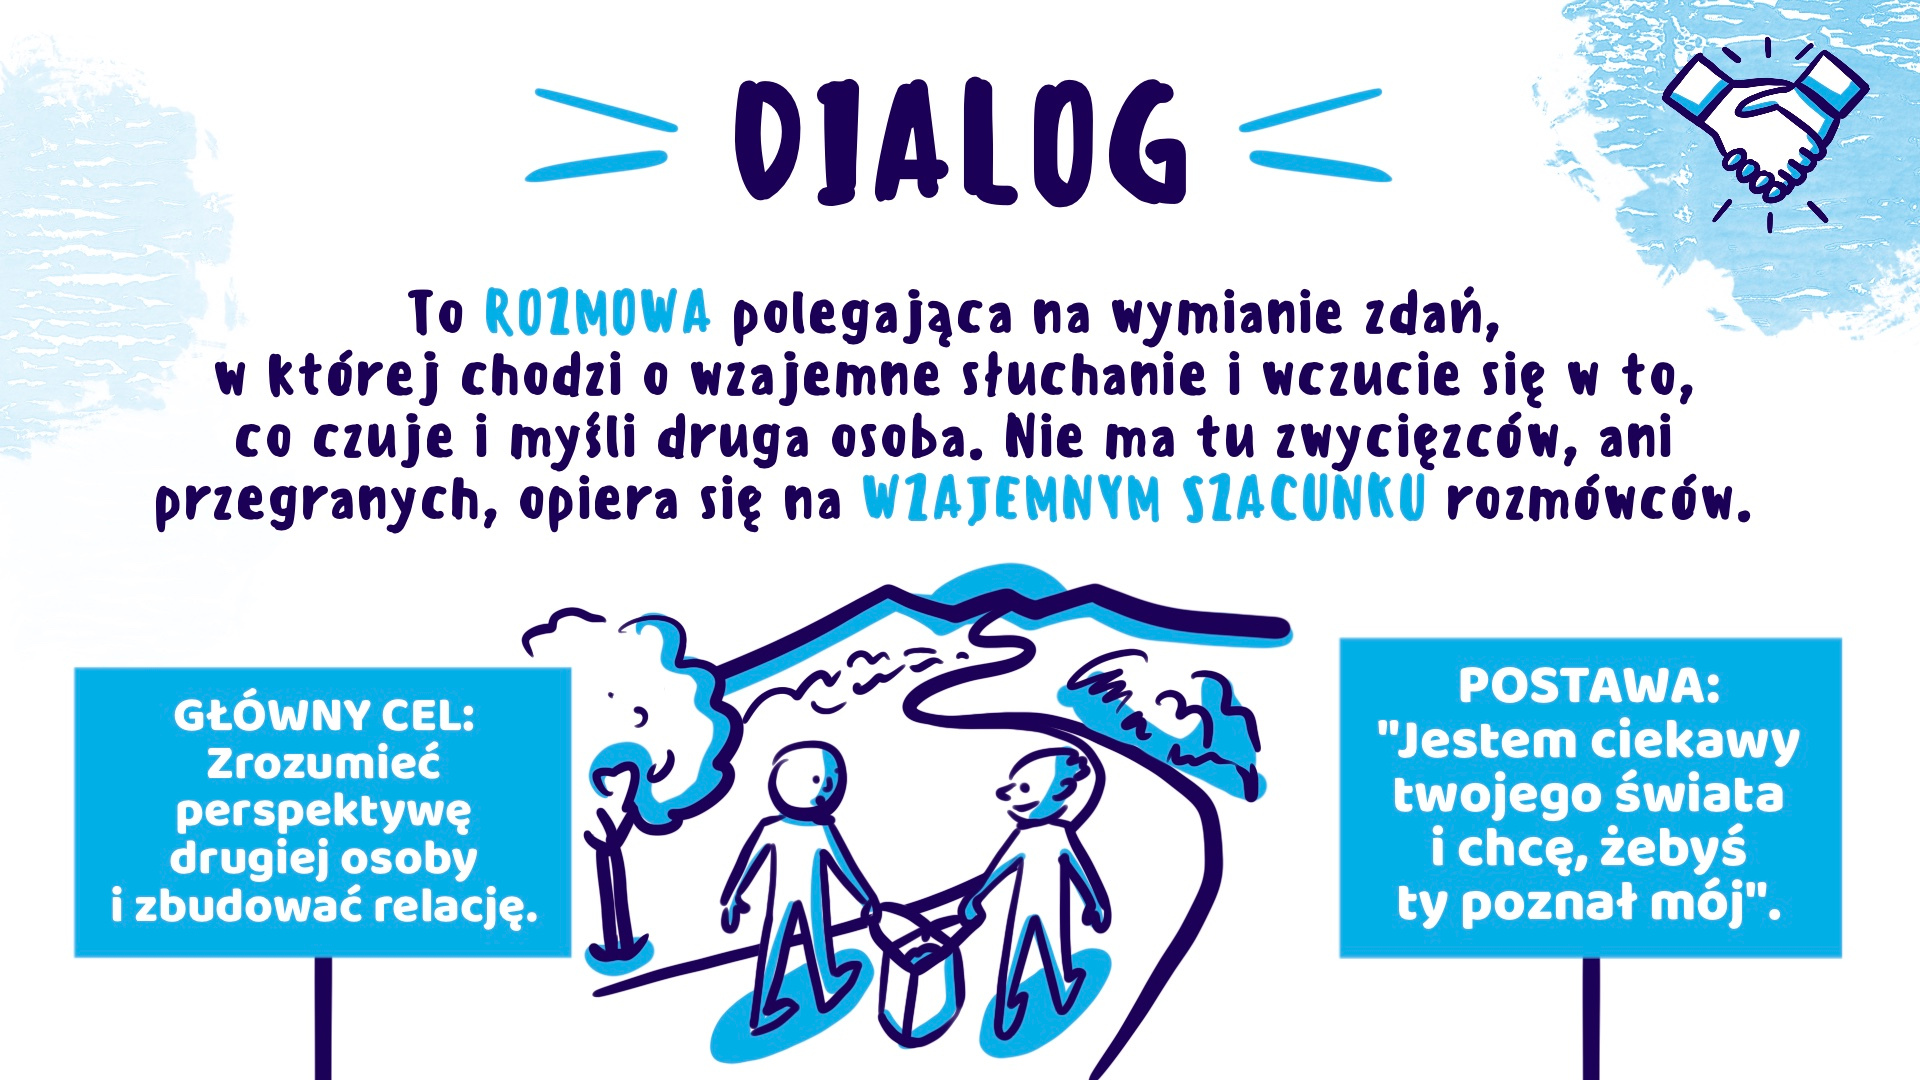 DIALOG
To ROZMOWA polegająca na wymianie zdań,
w której chodzi o wzajemne słuchanie i wczucie się w to,
co czuje i myśli druga osoba. Nie ma tu zwycięzców, ani
przegranych, opiera się na WZAJEMNYM SZACUNKU rozmówców.
GŁÓWNY CEL:
Zrozumieć
perspektywę
drugiej osoby
i zbudować relację.
POSTAWA:
"Jestem ciekawy
twojego świata
i chcę, żebyś
ty poznał mój".